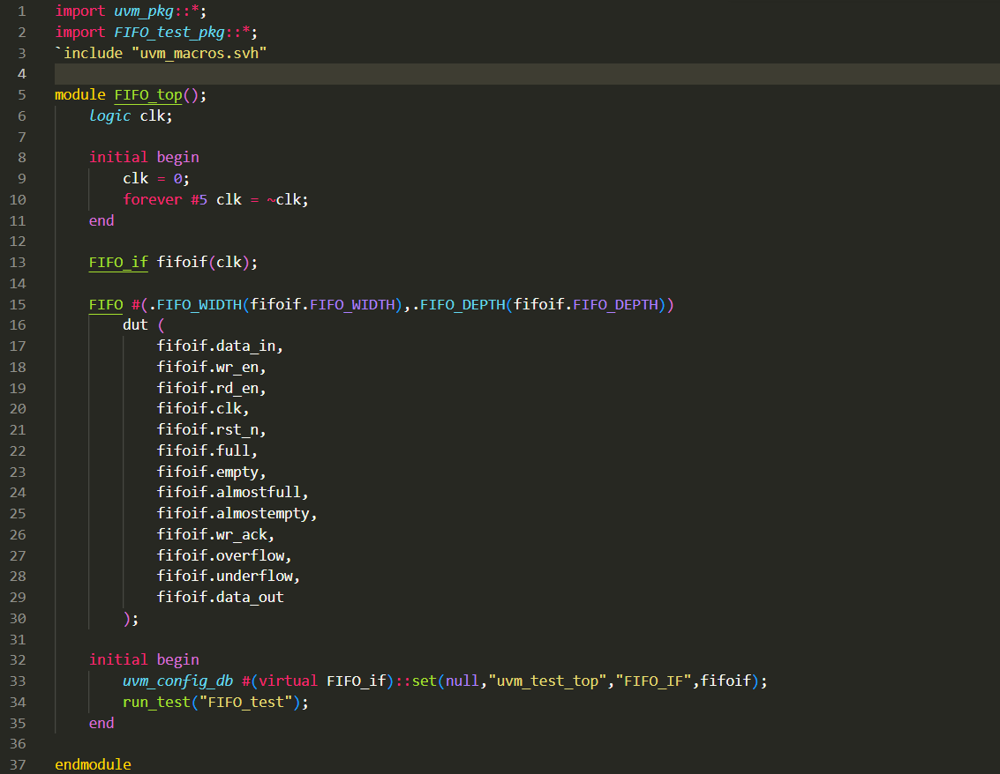 1 import uvm_pkg::*;
2 import FIFO_test_pkg::*;
3 `include "uvm_macros.svh"
4
5 module FIFO_top();
6     logic clk;
7
8     initial begin
9         clk = 0;
10         forever #5 clk = ~clk;
11     end
12
13     FIFO_if fifoif(clk);
14
15     FIFO #(.FIFO_WIDTH(fifoif.FIFO_WIDTH),.FIFO_DEPTH(fifoif.FIFO_DEPTH))
16         dut (
17             fifoif.data_in,
18             fifoif.wr_en,
19             fifoif.rd_en,
20             fifoif.clk,
21             fifoif.rst_n,
22             fifoif.full,
23             fifoif.empty,
24             fifoif.almostfull,
25             fifoif.almostempty,
26             fifoif.wr_ack,
27             fifoif.overflow,
28             fifoif.underflow,
29             fifoif.data_out
30         );
31
32     initial begin
33         uvm_config_db #(virtual FIFO_if)::set(null,"uvm_test_top","FIFO_IF",fifoif);
34         run_test("FIFO_test");
35     end
36
37 endmodule